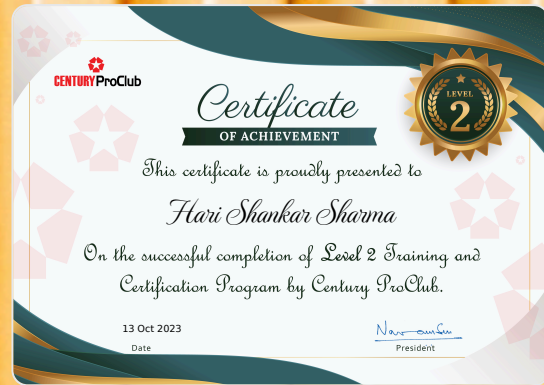 CENTURY ProClub
Certificate
OF ACHIEVEMENT
LEVEL
2
This certificate is proudly presented to
Hari Shankar Sharma
On the successful completion of Level 2 Training and
Certification Program by Century ProClub.
13 Oct 2023
Date
President